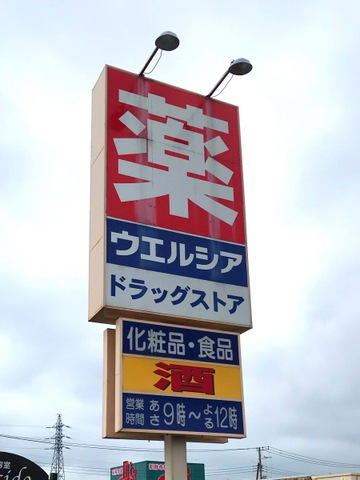 薬
ウエルシア
ドラッグストア
化粧品・食品
酒
営業時間 あさ9時〜よる12時